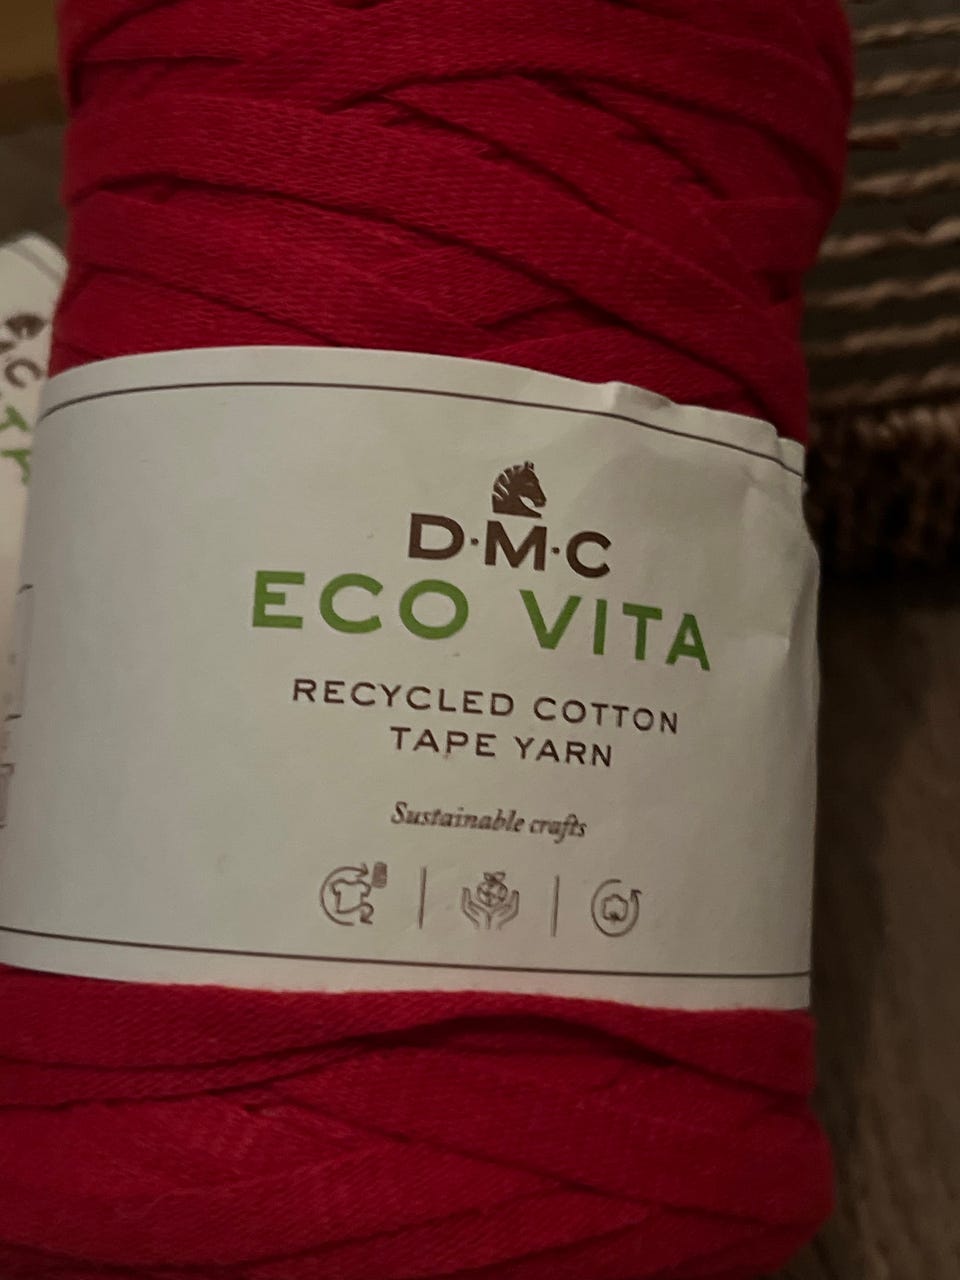 D·M·C
ECO VITA
RECYCLED COTTON
TAPE YARN
Sustainable crafts